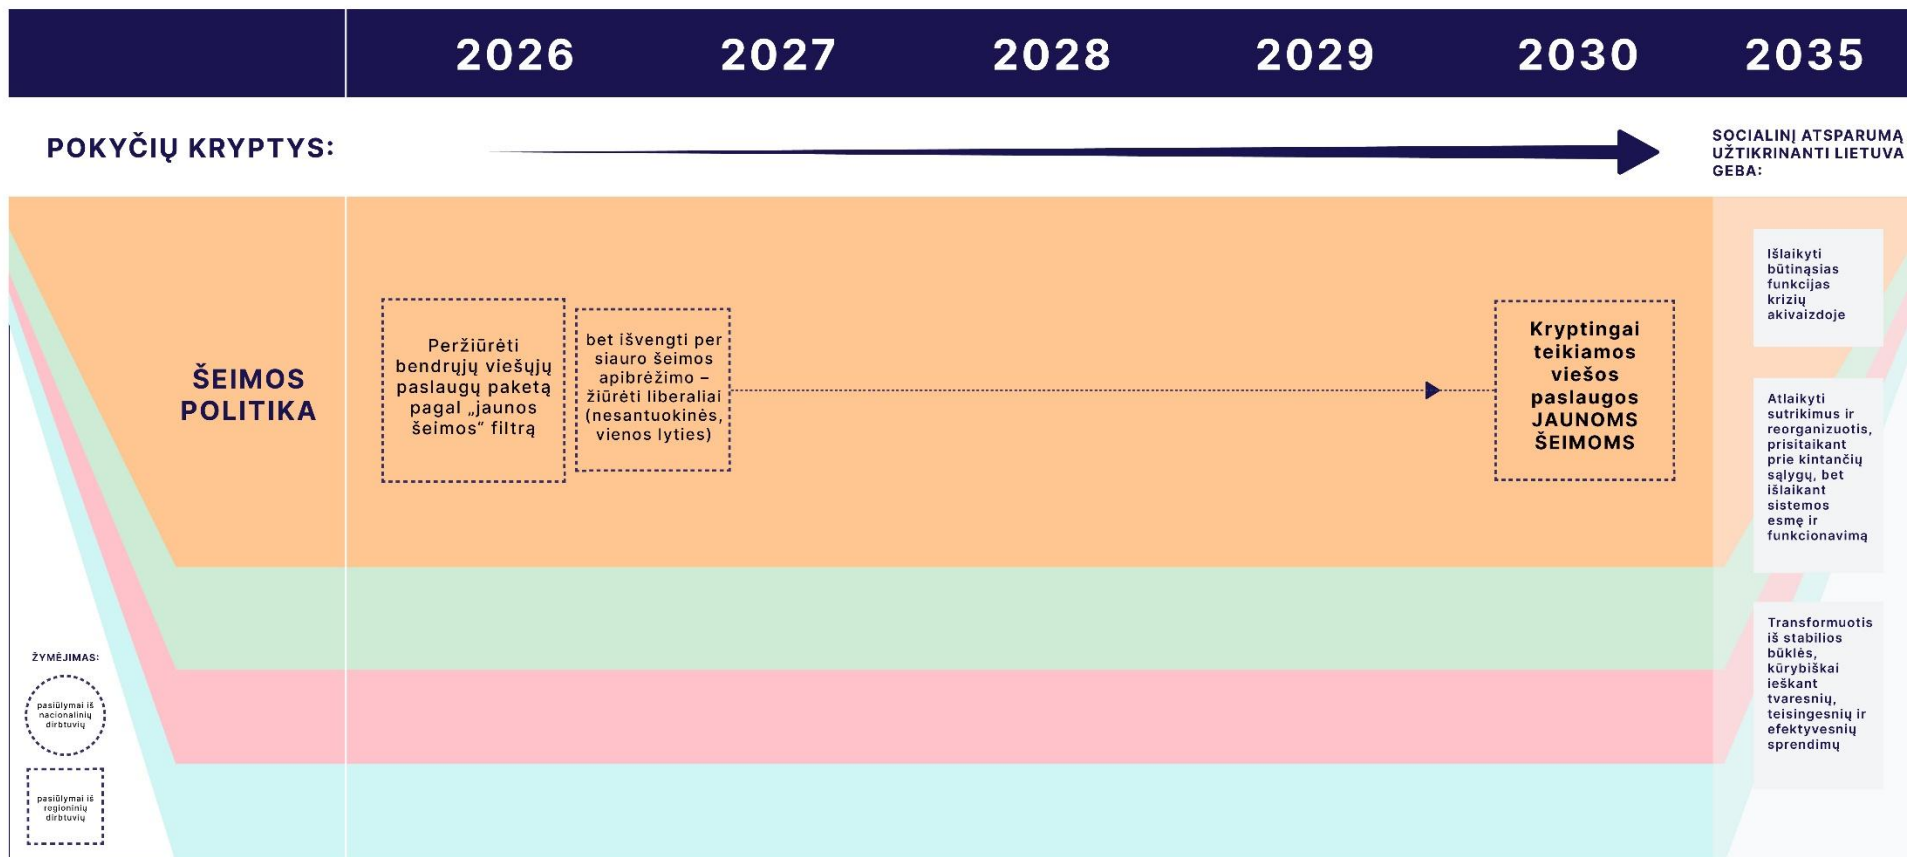 2026 2027 2028 2029 2030 2035
POKYČIŲ KRYPTYS:
SOCIALINĮ ATSPARUMĄ
UŽTIKRINANTI LIETUVA
GEBA:
ŠEIMOS
POLITIKA
Peržiūrėti
bendrųjų viešųjų
paslaugų paketą
pagal „jaunos
šeimos“ filtrą
bet išvengti per
siauro šeimos
apibrėžimo –
žiūrėti liberaliai
(nesantuokinės,
vienos lyties)
Kryptingai
teikiamos
viešos
paslaugos
JAUNOMS
ŠEIMOMS
Išlaikyti
būtinąsias
funkcijas
krizių
akivaizdoje
Atlaikyti
sutrikimus ir
reorganizuotis,
prisitaikant
prie kintančių
sąlygų, bet
išlaikant
sistemos
esmę ir
funkcionavimą
Transformuotis
iš stabilios
būklės,
kūrybiškai
ieškant
tvaresnių,
teisingesnių ir
efektyvesnių
sprendimų
ŽYMĖJIMAS:
pasiūlymai iš
nacionalinių
dirbtuvių
pasiūlymai iš
regioninių
dirbtuvių